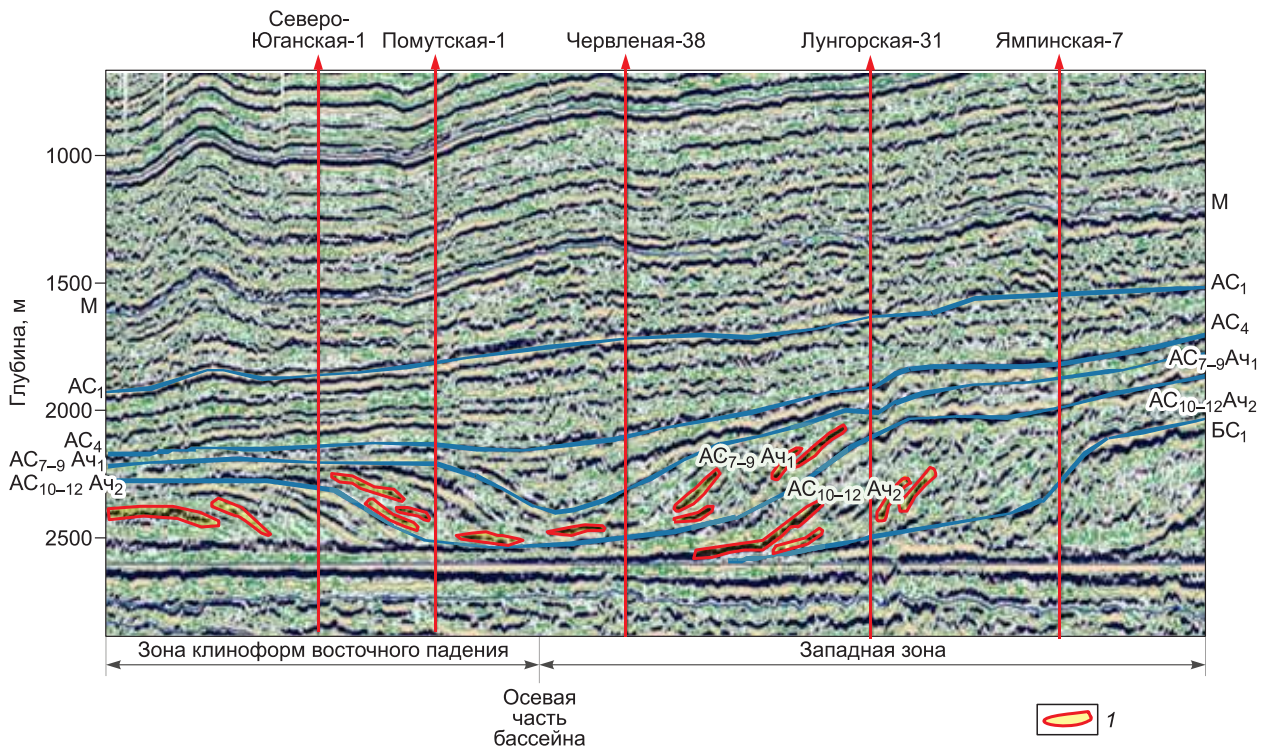 Северо-
Юганская-1 Помутская-1 Червленая-38 Лунгорская-31 Ямпинская-7
1000
М
1500
АС₁
М
АС₄
Глубина, м
АС₇₋₉Ач₁
АС₁
2000
АС₁₀₋₁₂Ач₂
БС₁
АС₄
АС₇₋₉ Ач₁
АС₇₋₉ Ач₁
АС₁₀₋₁₂ Ач₂
АС₁₀₋₁₂ Ач₂
2500
Зона клиноформ восточного падения Западная зона
Осевая
часть
бассейна
1